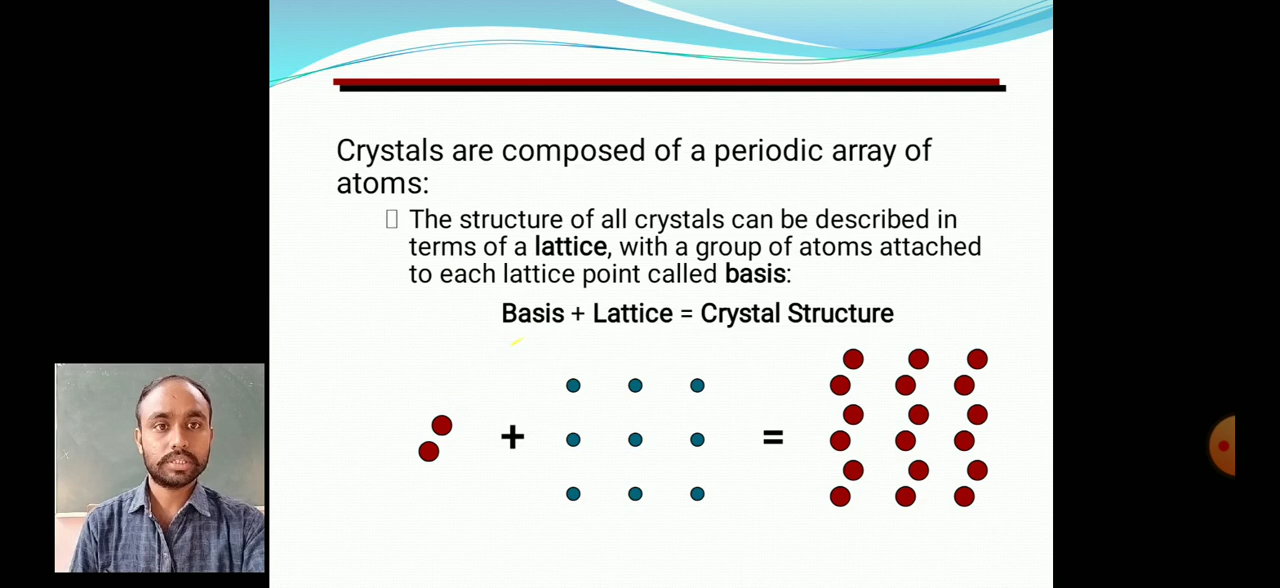 Crystals are composed of a periodic array of
atoms:
The structure of all crystals can be described in
terms of a lattice, with a group of atoms attached
to each lattice point called basis:
Basis + Lattice = Crystal Structure
+ =